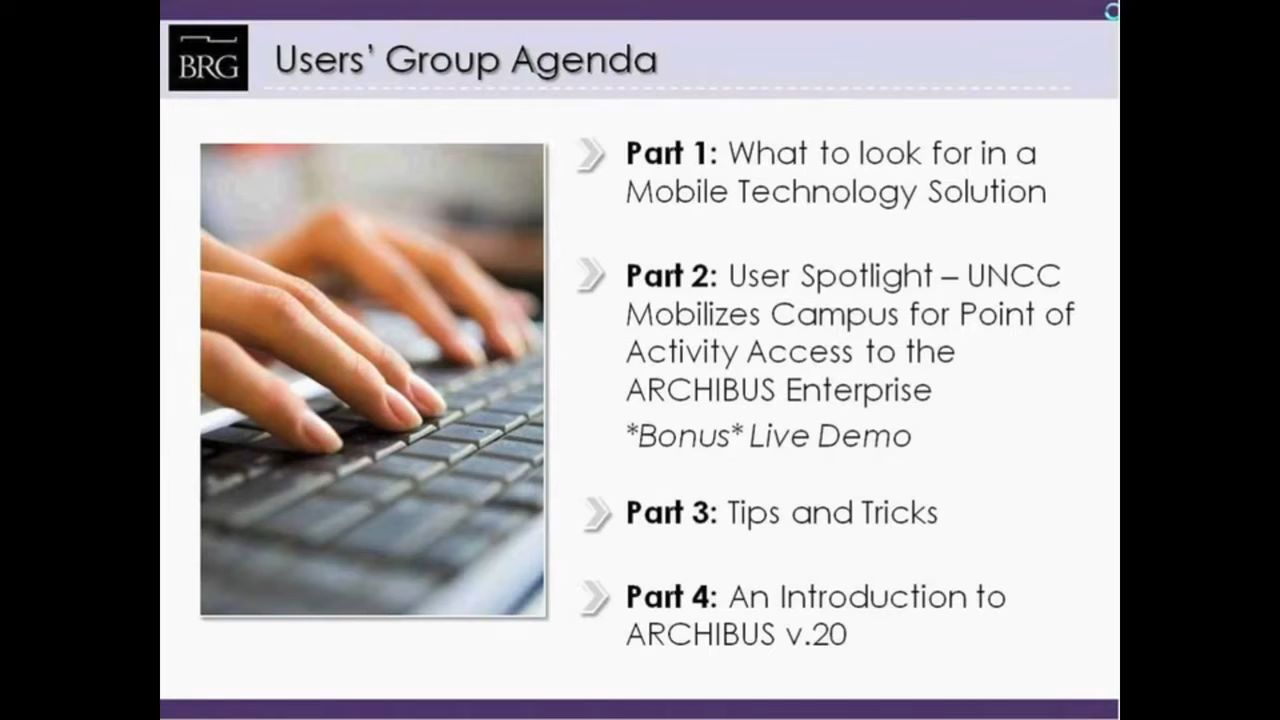 BRG
Users' Group Agenda
Part 1: What to look for in a
Mobile Technology Solution
Part 2: User Spotlight – UNCC
Mobilizes Campus for Point of
Activity Access to the
ARCHIBUS Enterprise
*Bonus* Live Demo
Part 3: Tips and Tricks
Part 4: An Introduction to
ARCHIBUS v.20